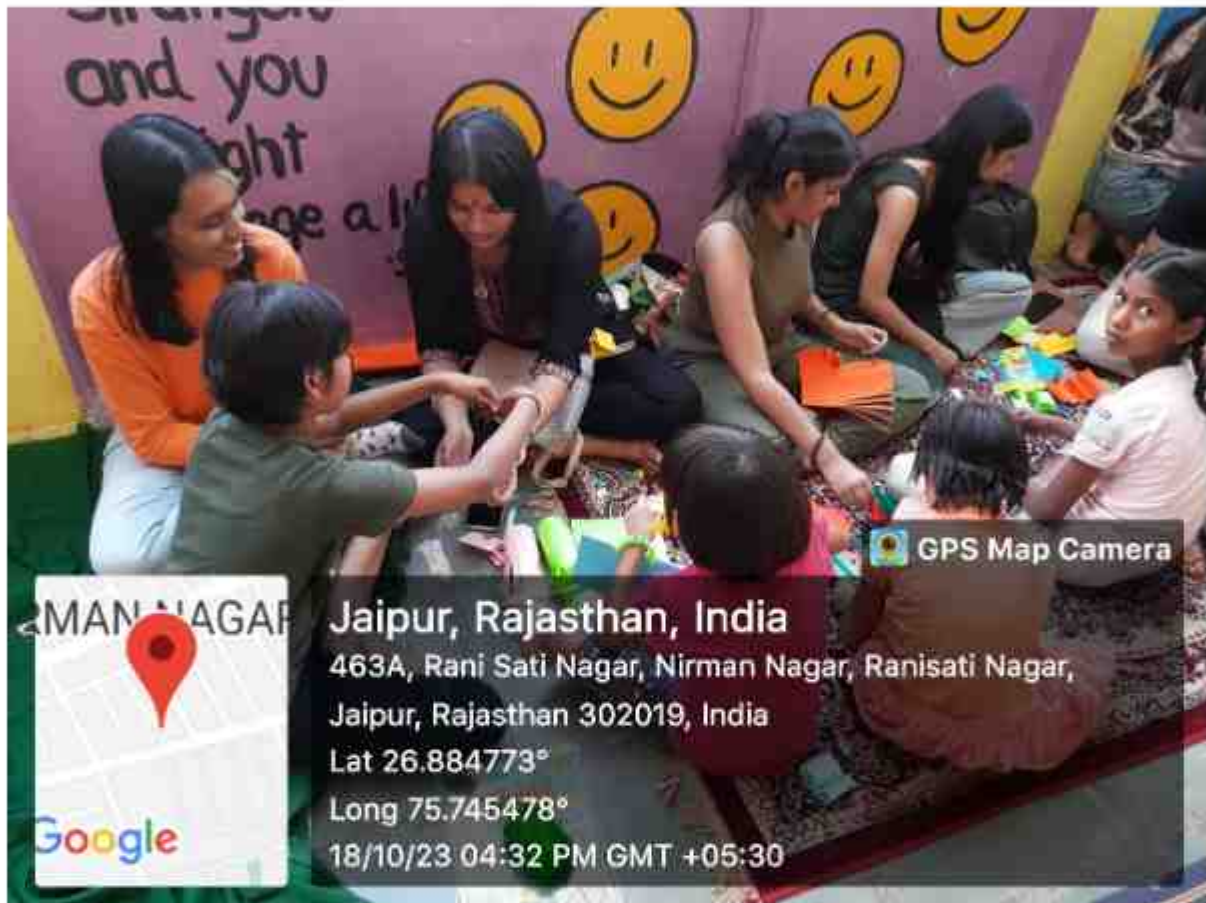 and you
a
GPS Map Camera
Jaipur, Rajasthan, India
463A, Rani Sati Nagar, Nirman Nagar, Ranisati Nagar,
Jaipur, Rajasthan 302019, India
Lat 26.884773°
Long 75.745478°
18/10/23 04:32 PM GMT +05:30
NAGAR
Google